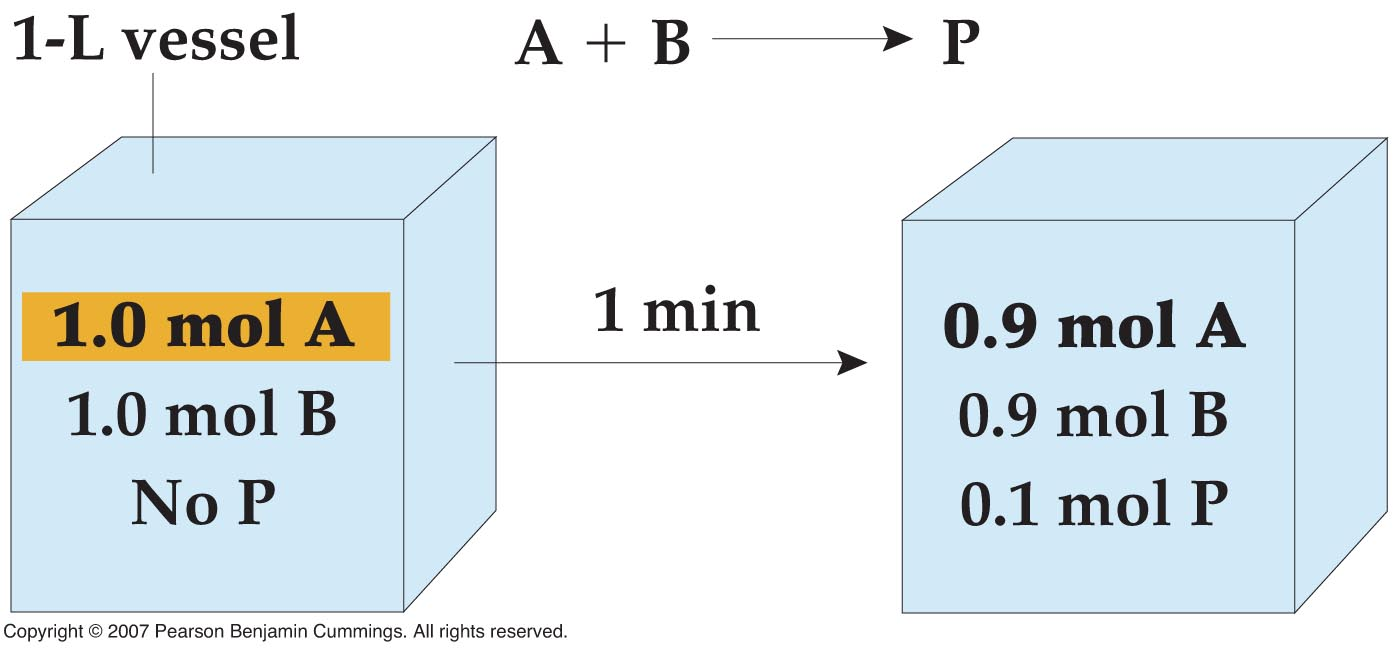 1-L vessel
A + B ⟶ P
1.0 mol A
1.0 mol B
No P
1 min
0.9 mol A
0.9 mol B
0.1 mol P
Copyright © 2007 Pearson Benjamin Cummings. All rights reserved.